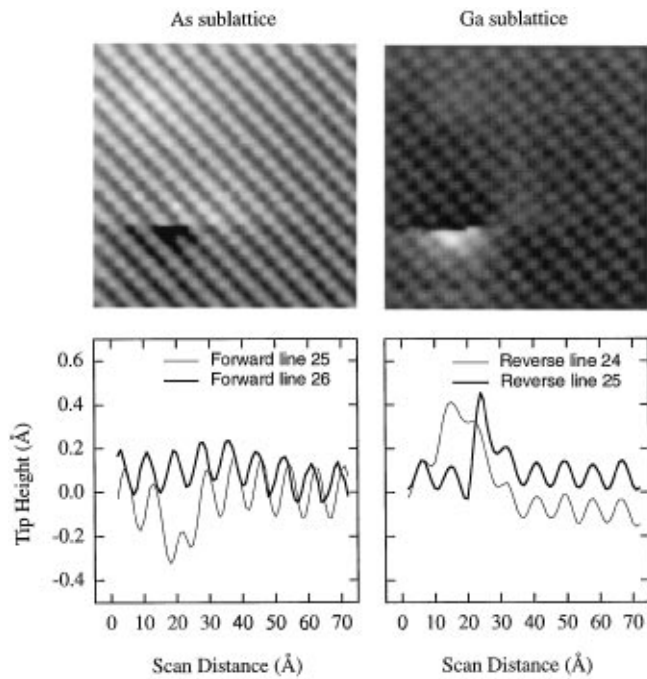 As sublattice
Ga sublattice
Tip Height (Å)
0.6
0.4
0.2
0.0
-0.2
-0.4
Forward line 25
Forward line 26
0 10 20 30 40 50 60 70
Scan Distance (Å)
Reverse line 24
Reverse line 25
0 10 20 30 40 50 60 70
Scan Distance (Å)